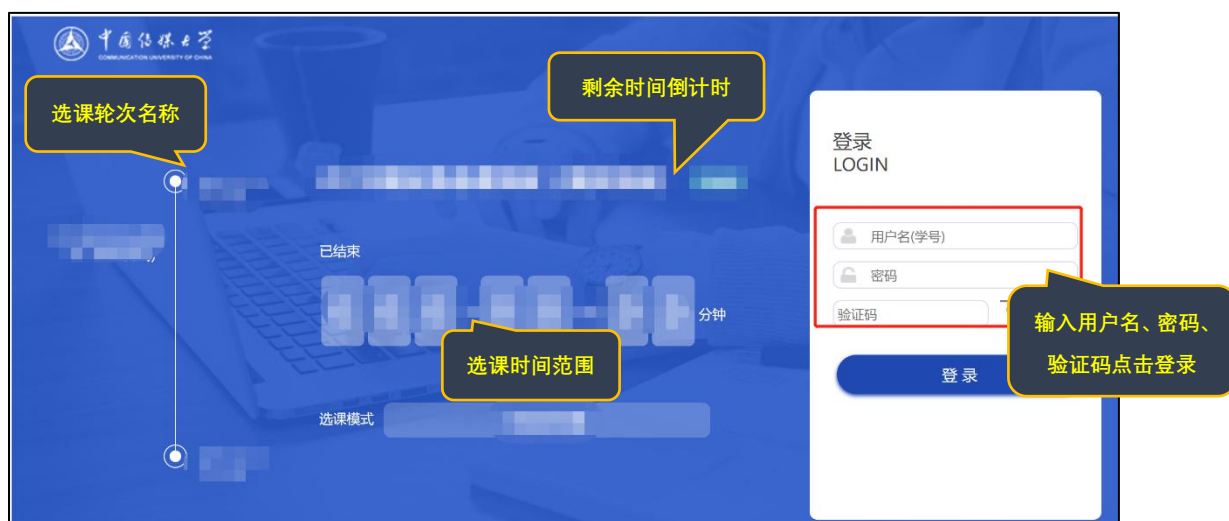 中国传媒大学
COMMUNICATION UNIVERSITY OF CHINA
选课轮次名称
剩余时间倒计时
登录
LOGIN
已结束
用户名(学号)
密码
验证码
分钟
选课时间范围
输入用户名、密码、
验证码点击登录
登录
选课模式